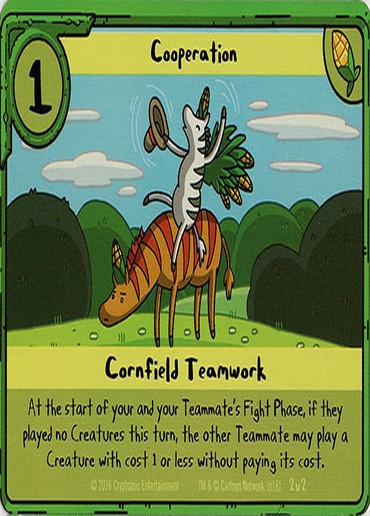 Cooperation
1
Cornfield Teamwork
At the start of your and your Teammate's Fight Phase, if they
played no Creatures this turn, the other Teammate may play a
Creature with cost 1 or less without paying its cost.
© 2016 Cryptozoic Entertainment TM & © Cartoon Network. (s16) 2v2